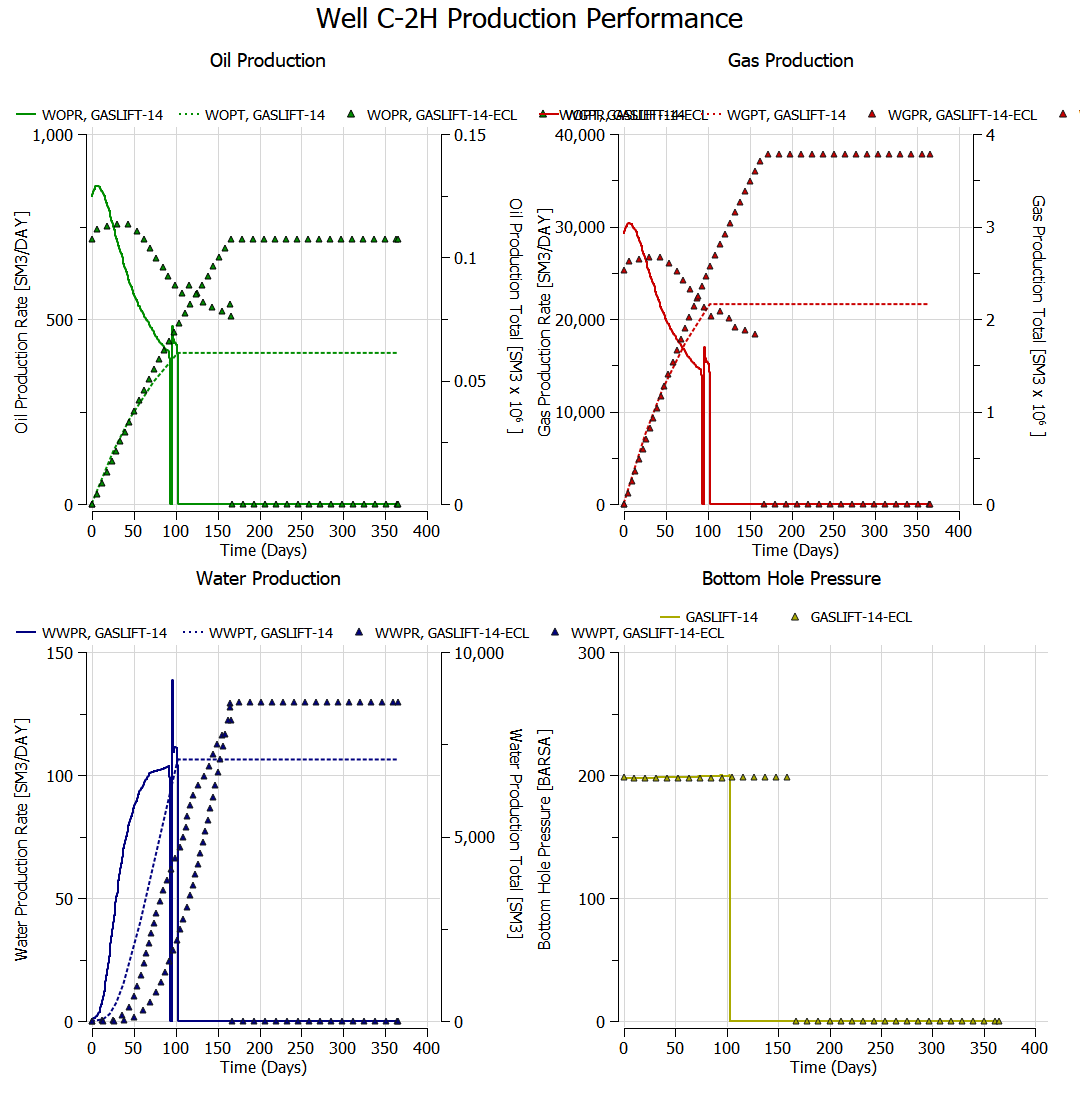 Well C-2H Production Performance
Oil Production
WOPR, GASLIFT-14
WOPT, GASLIFT-14
WOPR, GASLIFT-14-ECL
WOPT, GASLIFT-14-ECL
1,000
500
0
0.15
0.1
0.05
0
Oil Production Rate [SM3/DAY]
Oil Production Total [SM3 x 10⁶ ]
0 50 100 150 200 250 300 350 400
Time (Days)
Gas Production
WGPR, GASLIFT-14
WGPT, GASLIFT-14
WGPR, GASLIFT-14-ECL
40,000
30,000
20,000
10,000
0
4
3
2
1
0
Gas Production Rate [SM3/DAY]
Gas Production Total [SM3 x 10⁶ ]
0 50 100 150 200 250 300 350 400
Time (Days)
Water Production
WWPR, GASLIFT-14
WWPT, GASLIFT-14
WWPR, GASLIFT-14-ECL
WWPT, GASLIFT-14-ECL
150
100
50
0
10,000
5,000
0
Water Production Rate [SM3/DAY]
Water Production Total [SM3]
0 50 100 150 200 250 300 350 400
Time (Days)
Bottom Hole Pressure
GASLIFT-14
GASLIFT-14-ECL
300
200
100
0
Bottom Hole Pressure [BARSA]
0 50 100 150 200 250 300 350 400
Time (Days)